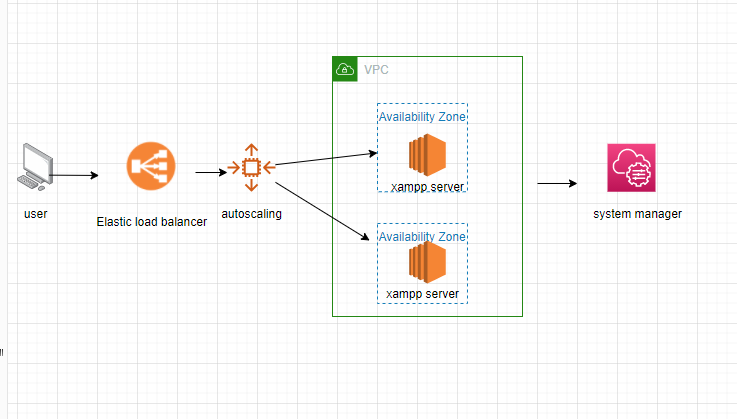 VPC
Availability Zone
xampp server
user
Elastic load balancer
autoscaling
system manager
Availability Zone
xampp server